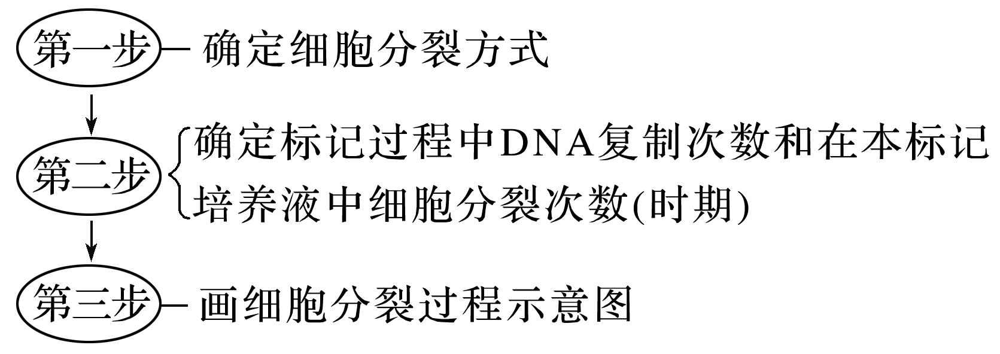 第一步 确定细胞分裂方式
第二步 确定标记过程中DNA复制次数和在本标记
培养液中细胞分裂次数(时期)
第三步 画细胞分裂过程示意图